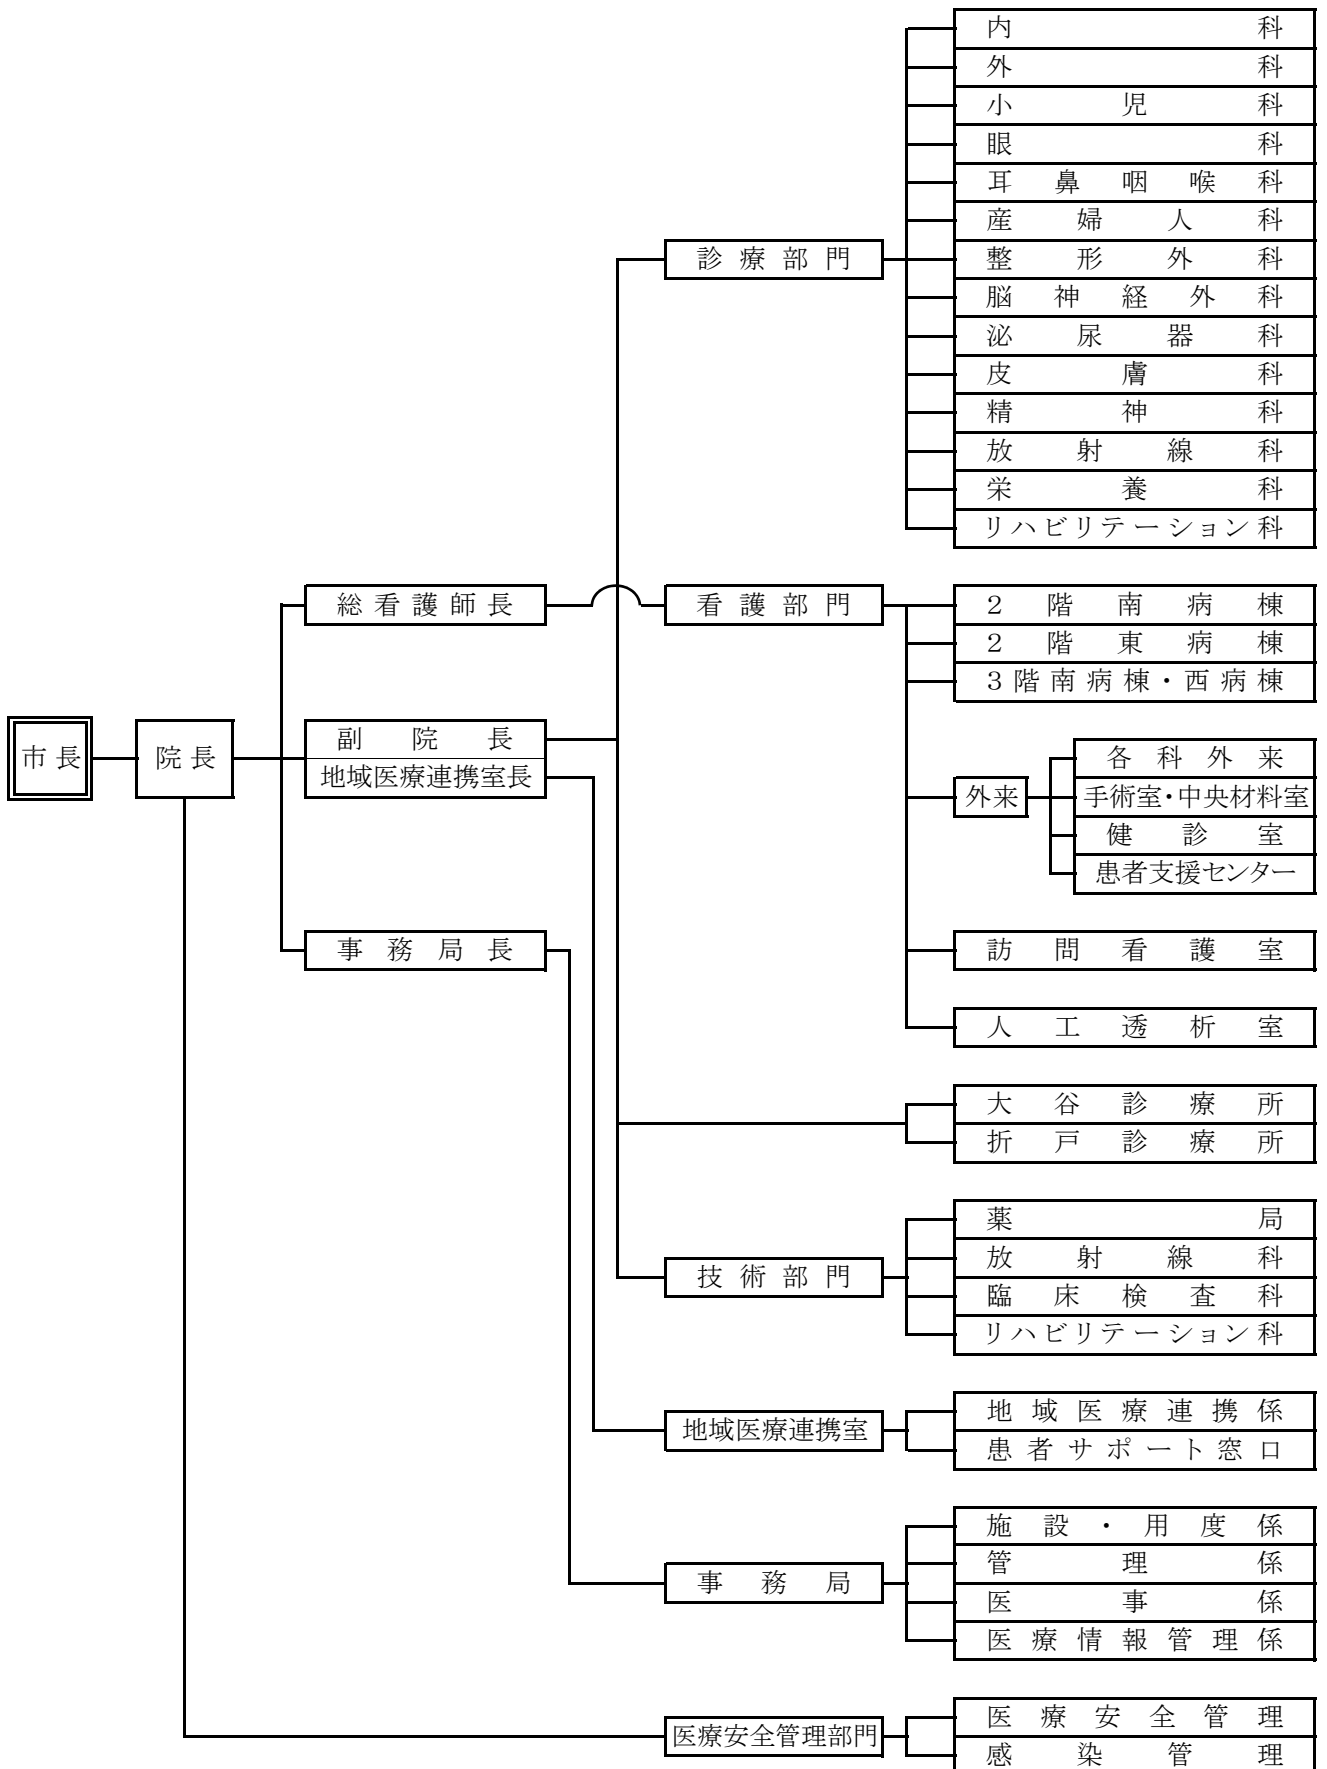 内科
外科
小児科
眼科
耳鼻咽喉科
産婦人科
診療部門
整形外科
脳神経外科
泌尿器科
皮膚科
精神科
放射線科
栄養科
リハビリテーション科
総看護師長
看護部門
2階南病棟
2階東病棟
3階南病棟・西病棟
市長
院長
副院長
地域医療連携室長
外来
各科外来
手術室・中央材料室
健診室
患者支援センター
事務局長
訪問看護室
人工透析室
大谷診療所
折戸診療所
技術部門
薬局
放射線科
臨床検査科
リハビリテーション科
地域医療連携室
地域医療連携係
患者サポート窓口
事務局
施設・用度係
管理係
医事係
医療情報管理係
医療安全管理部門
医療安全管理
感染管理